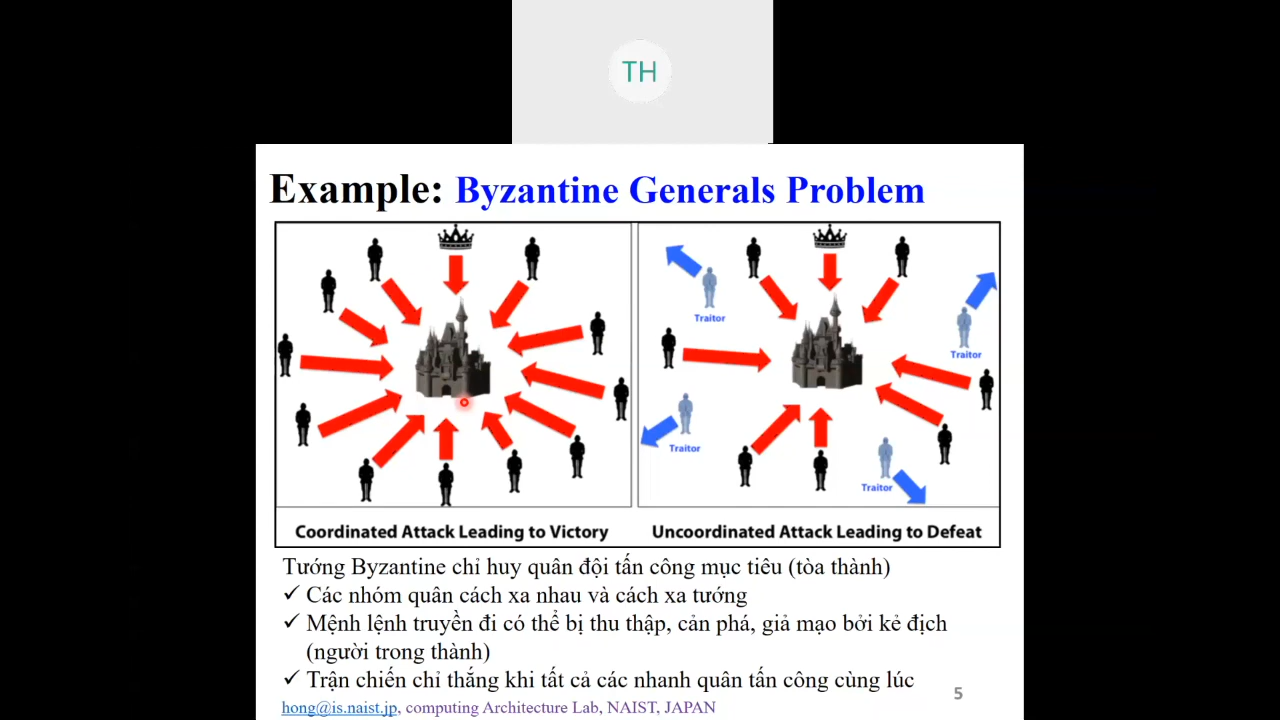 TH
Example: Byzantine Generals Problem
Traitor
Traitor
Traitor
Traitor
Coordinated Attack Leading to Victory
Uncoordinated Attack Leading to Defeat
Tướng Byzantine chỉ huy quân đội tấn công mục tiêu (tòa thành)
✓ Các nhóm quân cách xa nhau và cách xa tướng
✓ Mệnh lệnh truyền đi có thể bị thu thập, cản phá, giả mạo bởi kẻ địch
(người trong thành)
✓ Trận chiến chỉ thắng khi tất cả các nhanh quân tấn công cùng lúc
5
hong@is.naist.jp, computing Architecture Lab, NAIST, JAPAN